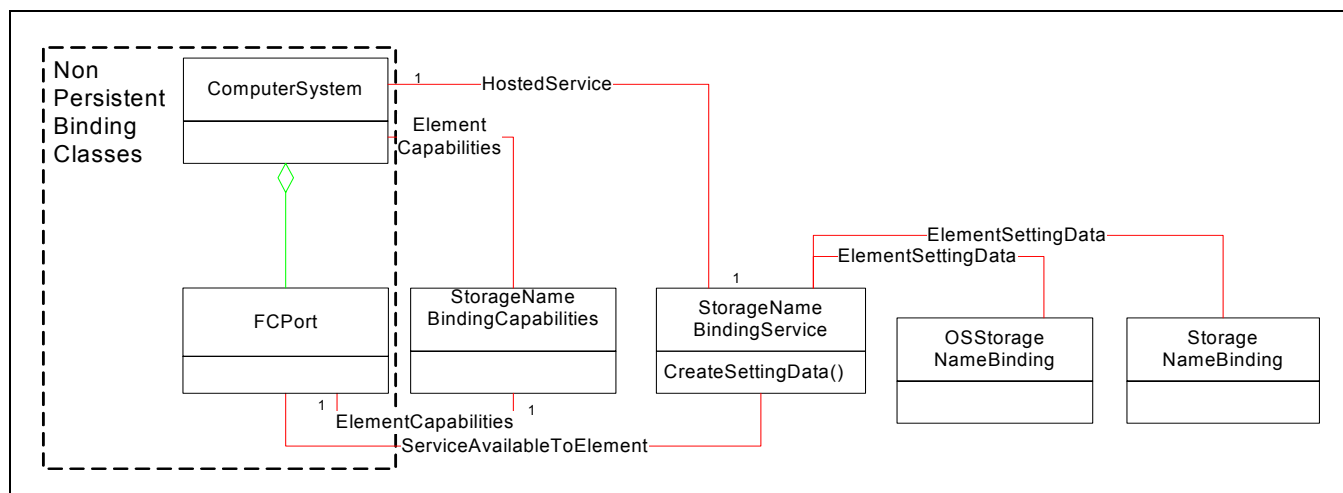 Non
Persistent
Binding
Classes
ComputerSystem
1
HostedService
Element
Capabilities
ElementSettingData
ElementSettingData
1
FCPort
StorageName
BindingCapabilities
StorageName
BindingService
CreateSettingData()
OSStorage
NameBinding
Storage
NameBinding
1
1
ElementCapabilities
ServiceAvailableToElement